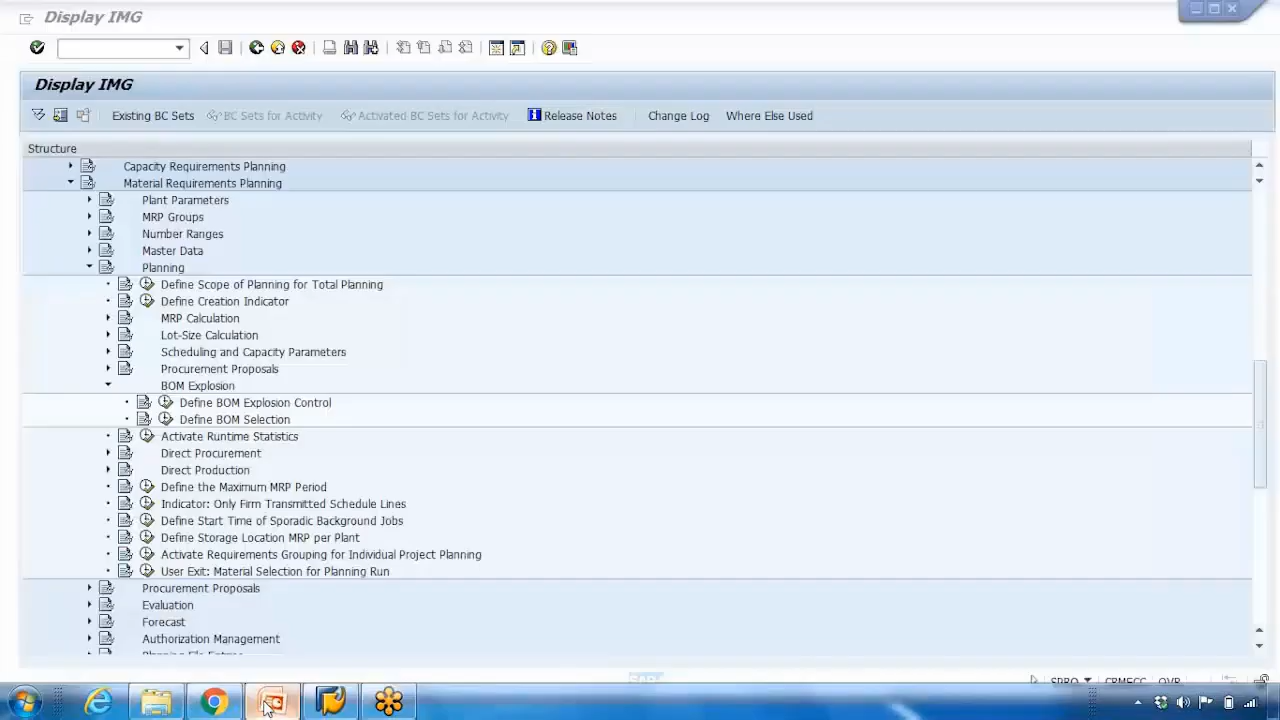 Display IMG
Display IMG
Existing BC Sets BC Sets for Activity Activated BC Sets for Activity Release Notes Change Log Where Else Used
Structure
Capacity Requirements Planning
Material Requirements Planning
Plant Parameters
MRP Groups
Number Ranges
Master Data
Planning
Define Scope of Planning for Total Planning
Define Creation Indicator
MRP Calculation
Lot-Size Calculation
Scheduling and Capacity Parameters
Procurement Proposals
BOM Explosion
Define BOM Explosion Control
Define BOM Selection
Activate Runtime Statistics
Direct Procurement
Direct Production
Define the Maximum MRP Period
Indicator: Only Firm Transmitted Schedule Lines
Define Start Time of Sporadic Background Jobs
Define Storage Location MRP per Plant
Activate Requirements Grouping for Individual Project Planning
User Exit: Material Selection for Planning Run
Procurement Proposals
Evaluation
Forecast
Authorization Management
Planning File Entries
SPRO CRMECC OVR